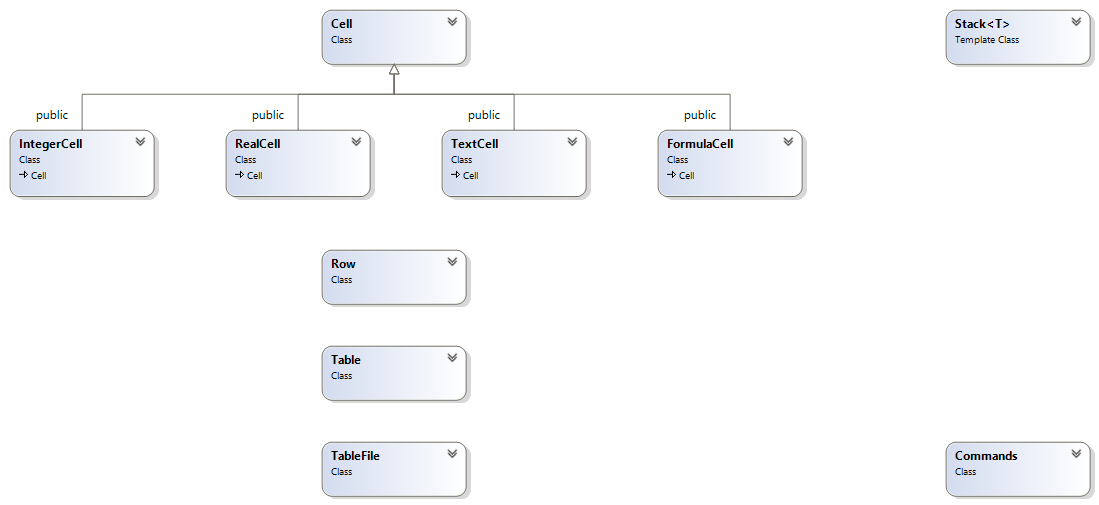 Cell
Class
Stack<T>
Template Class
public
public
public
public
IntegerCell
Class
Cell
RealCell
Class
Cell
TextCell
Class
Cell
FormulaCell
Class
Cell
Row
Class
Table
Class
TableFile
Class
Commands
Class